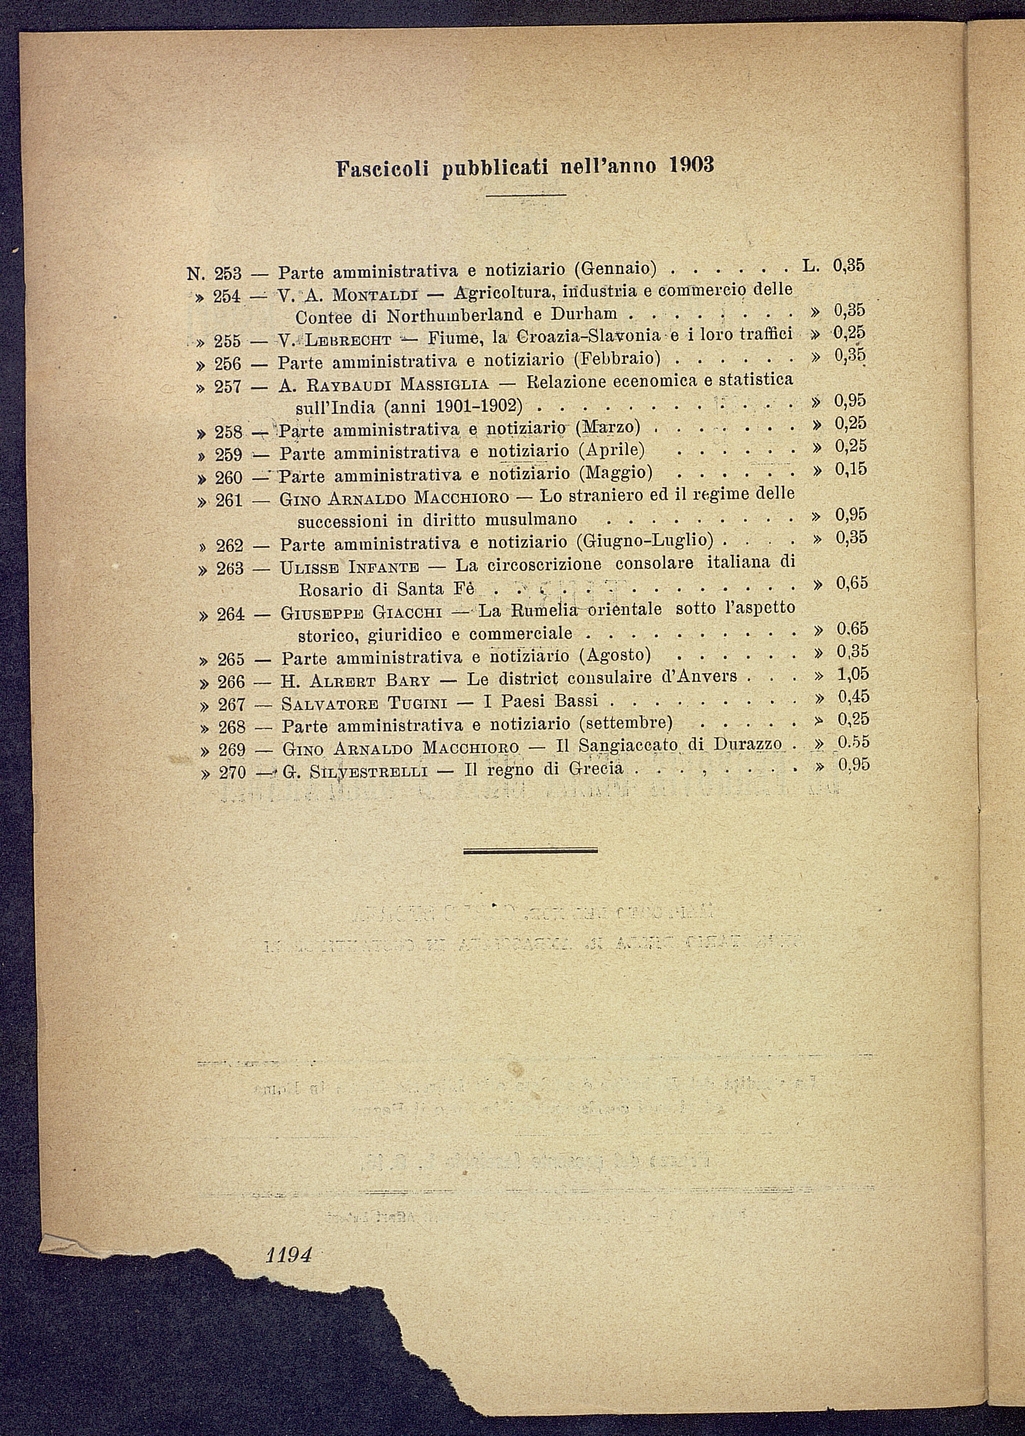 Fascicoli pubblicati nell'anno 1903
N. 253 — Parte amministrativa e notiziario (Gennaio) . . . . . . L. 0,35
» 254 — V. A. MONTALDI — Agricoltura, industria e commercio delle
Contee di Northumberland e Durham . . . . . . . . » 0,35
» 255 — V. LEBRECHT — Fiume, la Croazia-Slavonia e i loro traffici » 0,25
» 256 — Parte amministrativa e notiziario (Febbraio) . . . . . . » 0,35
» 257 — A. RAYBAUDI MASSIGLIA — Relazione economica e statistica
sull'India (anni 1901-1902) . . . . . . . . . . . . » 0,95
» 258 — Parte amministrativa e notiziario (Marzo) . . . . . . . » 0,25
» 259 — Parte amministrativa e notiziario (Aprile) . . . . . . » 0,25
» 260 — Parte amministrativa e notiziario (Maggio) . . . . . . » 0,15
» 261 — GINO ARNALDO MACCHIORO — Lo straniero ed il regime delle
successioni in diritto musulmano . . . . . . . . . » 0,95
» 262 — Parte amministrativa e notiziario (Giugno-Luglio) . . . . » 0,35
» 263 — ULISSE INFANTE — La circoscrizione consolare italiana di
Rosario di Santa Fé . . . . . . . . . . . . . . » 0,65
» 264 — GIUSEPPE GIACCHI — La Rumelia orientale sotto l'aspetto
storico, giuridico e commerciale . . . . . . . . . . » 0.65
» 265 — Parte amministrativa e notiziario (Agosto) . . . . . . » 0,35
» 266 — H. ALRERT BARY — Le district consulaire d'Anvers . . . » 1,05
» 267 — SALVATORE TUGINI — I Paesi Bassi . . . . . . . . . » 0,45
» 268 — Parte amministrativa e notiziario (settembre) . . . . . » 0,25
» 269 — GINO ARNALDO MACCHIORO — Il Sangiaccato di Durazzo . » 0.55
» 270 — G. SILVESTRELLI — Il regno di Grecia . . . , . . . . » 0,95
1194